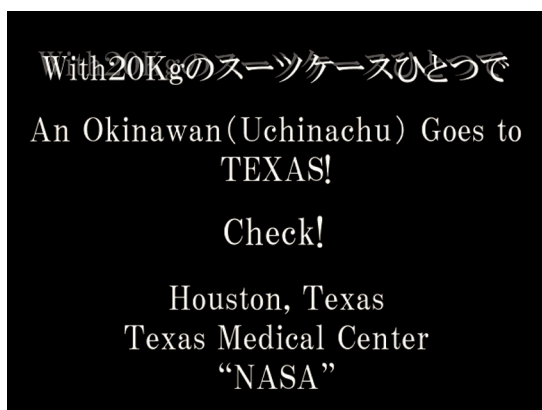 With20Kgのスーツケースひとつで
An Okinawan(Uchinachu) Goes to
TEXAS!
Check!
Houston, Texas
Texas Medical Center
“NASA”